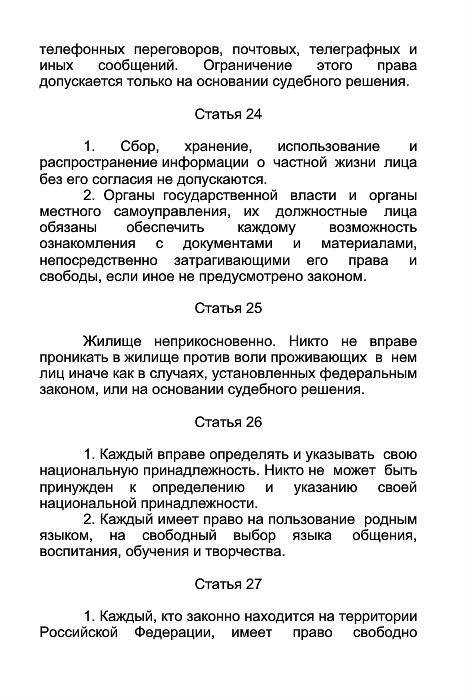 телефонных переговоров, почтовых, телеграфных и
иных сообщений. Ограничение этого права
допускается только на основании судебного решения.
Статья 24
1. Сбор, хранение, использование и
распространение информации о частной жизни лица
без его согласия не допускаются.
2. Органы государственной власти и органы
местного самоуправления, их должностные лица
обязаны обеспечить каждому возможность
ознакомления с документами и материалами,
непосредственно затрагивающими его права и
свободы, если иное не предусмотрено законом.
Статья 25
Жилище неприкосновенно. Никто не вправе
проникать в жилище против воли проживающих в нем
лиц иначе как в случаях, установленных федеральным
законом, или на основании судебного решения.
Статья 26
1. Каждый вправе определять и указывать свою
национальную принадлежность. Никто не может быть
принужден к определению и указанию своей
национальной принадлежности.
2. Каждый имеет право на пользование родным
языком, на свободный выбор языка общения,
воспитания, обучения и творчества.
Статья 27
1. Каждый, кто законно находится на территории
Российской Федерации, имеет право свободно